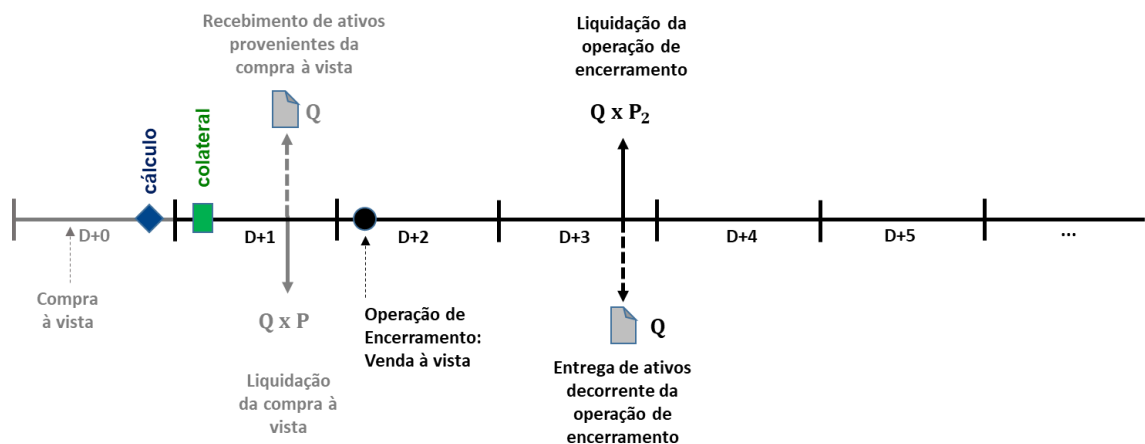 Recebimento de ativos
provenientes da
compra à vista
Liquidação da
operação de
encerramento
Q
Q x P₂
cálculo
colateral
D+0
D+1
D+2
D+3
D+4
D+5
...
Compra
à vista
Q x P
Operação de
Encerramento:
Venda à vista
Q
Liquidação
da compra à
vista
Entrega de ativos
decorrente da
operação de
encerramento